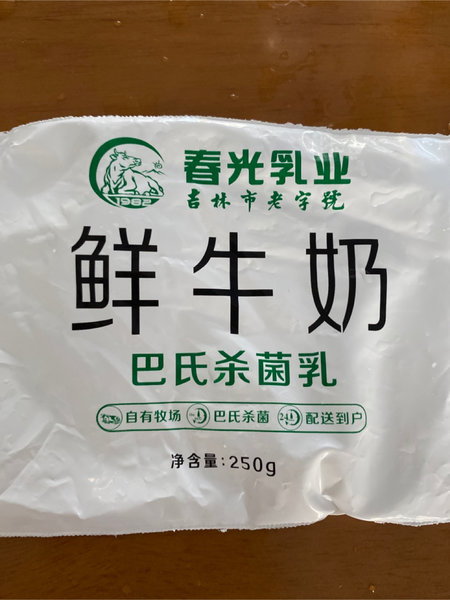 春光乳业
吉林市老字號
1982
鲜牛奶
巴氏杀菌乳
自有牧场 巴氏杀菌 24h 配送到户
净含量:250g